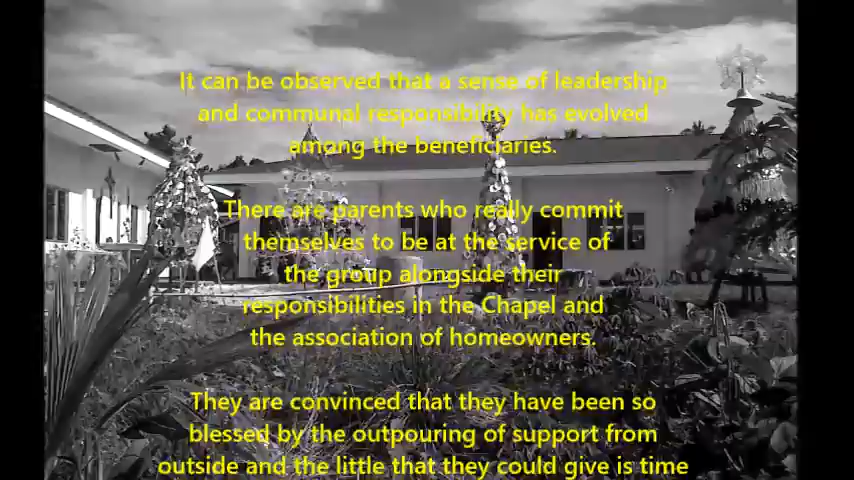 It can be observed that a sense of leadership
and communal responsibility has evolved
among the beneficiaries.
There are parents who really commit
themselves to be at the service of
the group alongside their
responsibilities in the Chapel and
the association of homeowners.
They are convinced that they have been so
blessed by the outpouring of support from
outside and the little that they could give is time